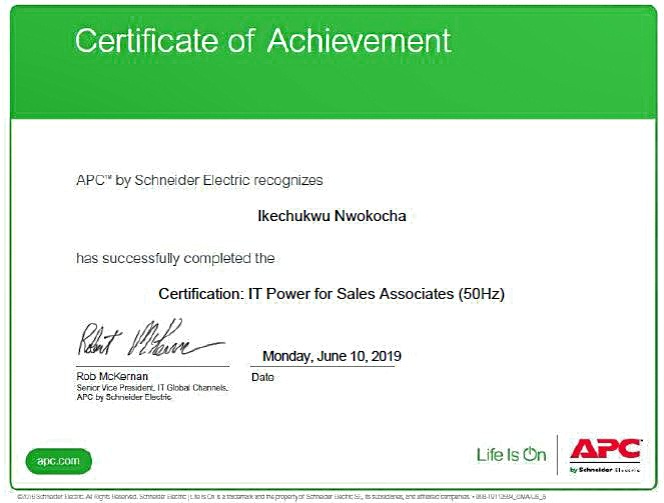 Certificate of Achievement
APC™ by Schneider Electric recognizes
Ikechukwu Nwokocha
has successfully completed the
Certification: IT Power for Sales Associates (50Hz)
Robert McKernan
Monday, June 10, 2019
Rob McKernan
Date
Senior Vice President, IT Global Channels,
APC by Schneider Electric
apc.com
Life Is On
APC
by Schneider Electric
Schneider Electric. All Rights Reserved. Schneider Electric | Life Is On is a trademark and the property of Schneider Electric SE, its subsidiaries, and affiliated companies.